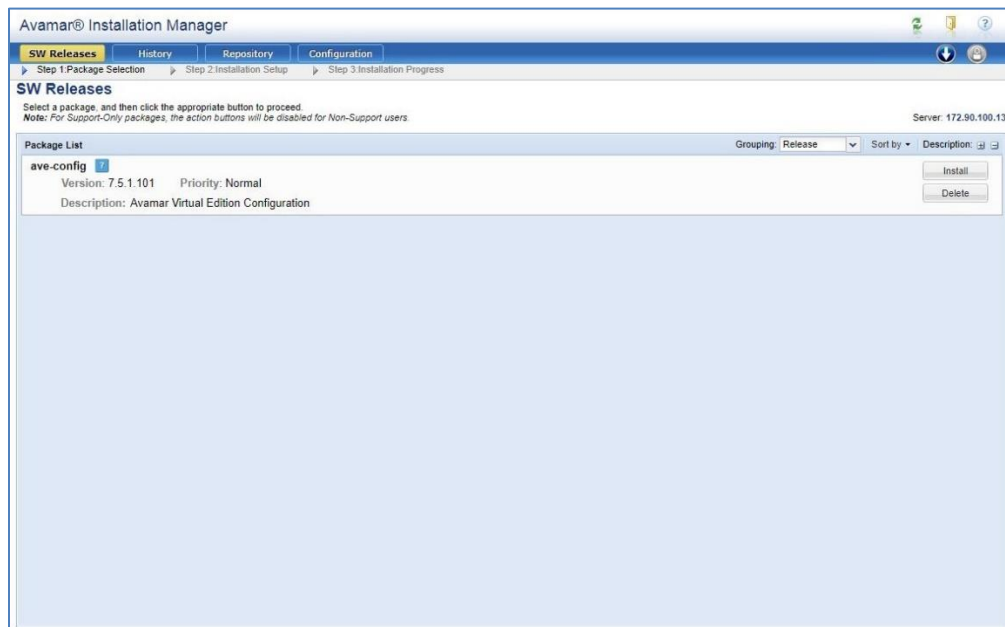 Avamar® Installation Manager
?
SW Releases History Repository Configuration
Step 1:Package Selection Step 2:Installation Setup Step 3:Installation Progress
SW Releases
Select a package, and then click the appropriate button to proceed.
Note: For Support-Only packages, the action buttons will be disabled for Non-Support users.
Server: 172.90.100.13
Package List Grouping: Release Sort by Description:
ave-config ?
Install
Version: 7.5.1.101 Priority: Normal
Delete
Description: Avamar Virtual Edition Configuration